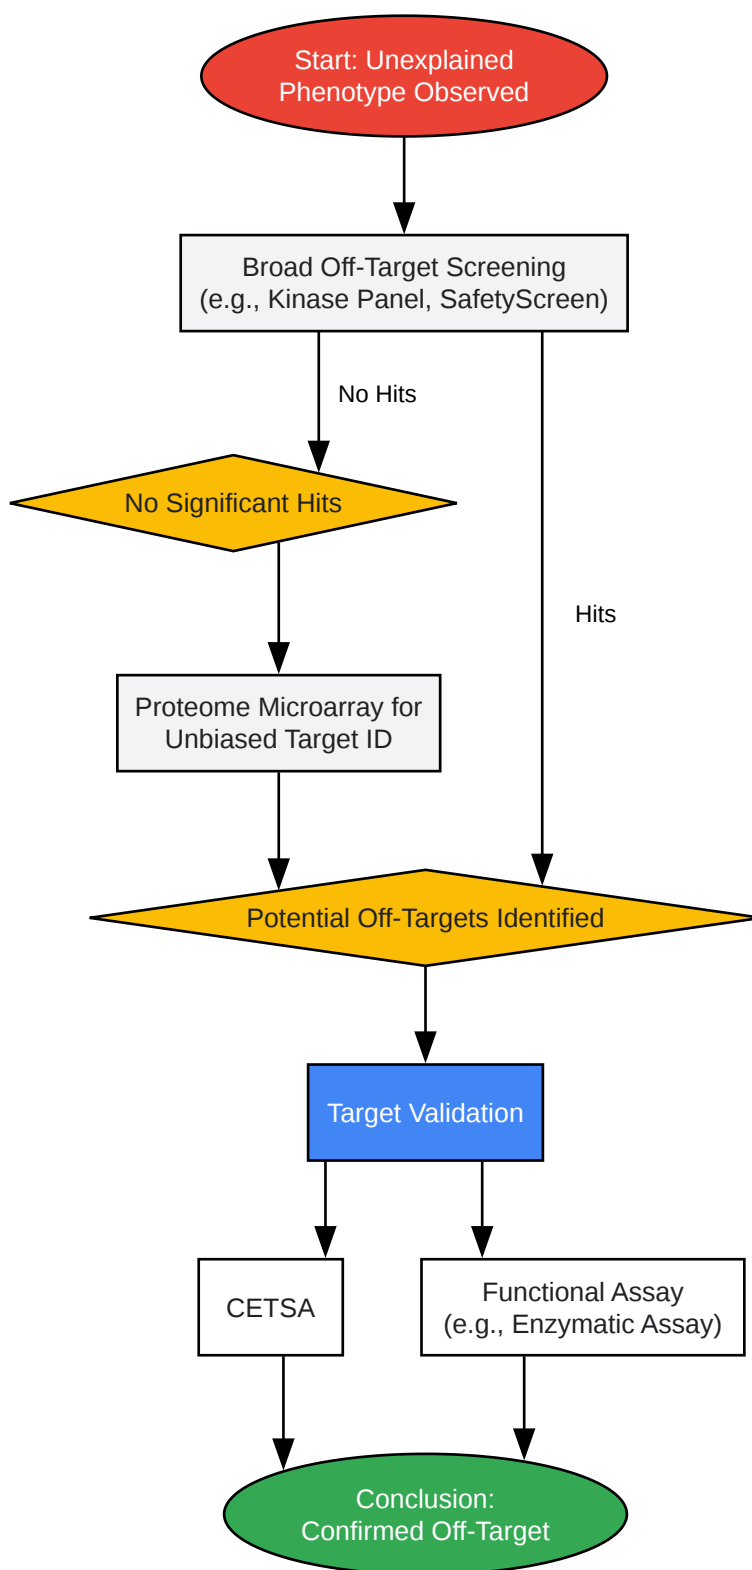 Start: Unexplained
Phenotype Observed
Broad Off-Target Screening
(e.g., Kinase Panel, SafetyScreen)
No Hits
No Significant Hits
Hits
Proteome Microarray for
Unbiased Target ID
Potential Off-Targets Identified
Target Validation
CETSA
Functional Assay
(e.g., Enzymatic Assay)
Conclusion:
Confirmed Off-Target